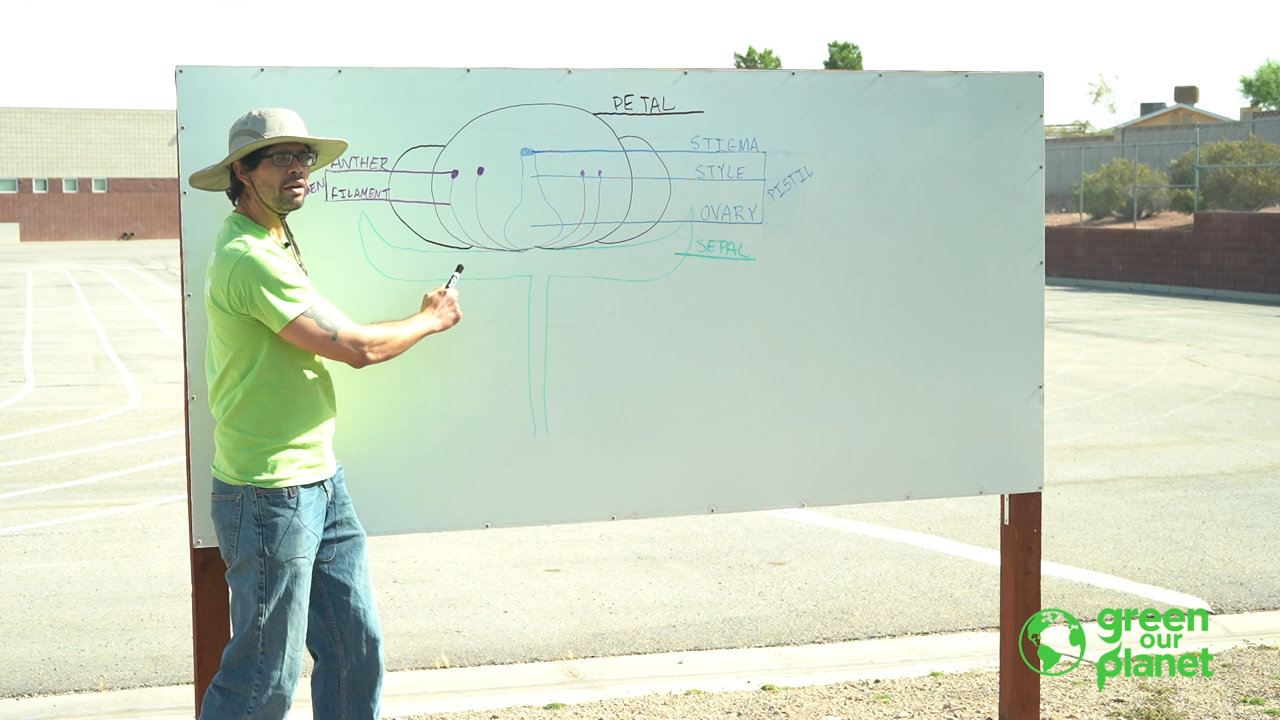 PETAL
STIGMA
ANTHER
STYLE
PISTIL
FILAMENT
OVARY
SEPAL
green
our
planet